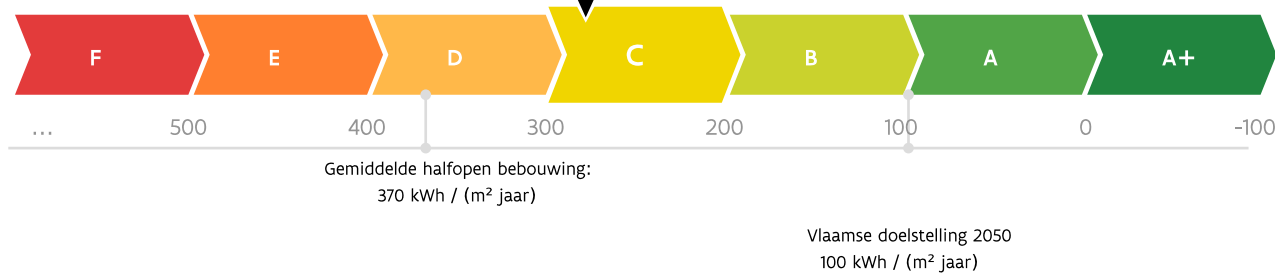 F E D C B A A+
... 500 400 300 200 100 0 -100
Gemiddelde halfopen bebouwing:
370 kWh / (m² jaar)
Vlaamse doelstelling 2050
100 kWh / (m² jaar)